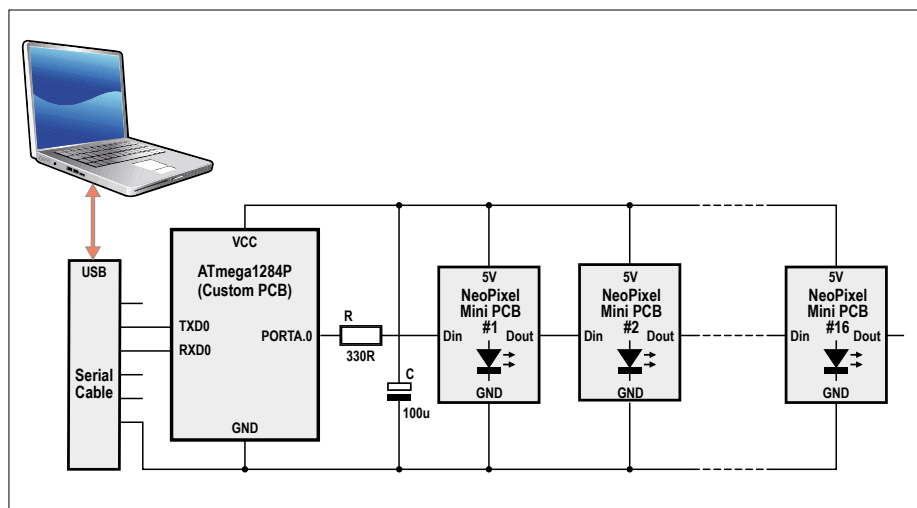 USB
Serial
Cable
VCC
ATmega1284P
(Custom PCB)
TXD0
RXD0
PORTA.0
GND
R
330R
C
100u
5V
NeoPixel
Mini PCB
#1
Din
Dout
GND
5V
NeoPixel
Mini PCB
#2
Din
Dout
GND
5V
NeoPixel
Mini PCB
#16
Din
Dout
GND